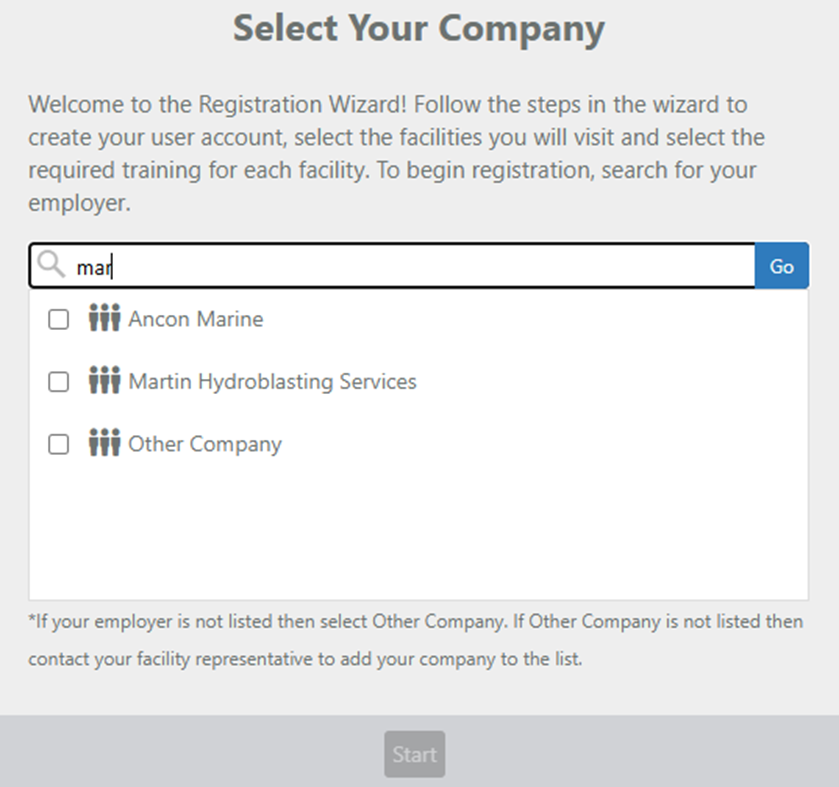 Select Your Company
Welcome to the Registration Wizard! Follow the steps in the wizard to
create your user account, select the facilities you will visit and select the
required training for each facility. To begin registration, search for your
employer.
mar
Go
Ancon Marine
Martin Hydroblasting Services
Other Company
*If your employer is not listed then select Other Company. If Other Company is not listed then
contact your facility representative to add your company to the list.
Start